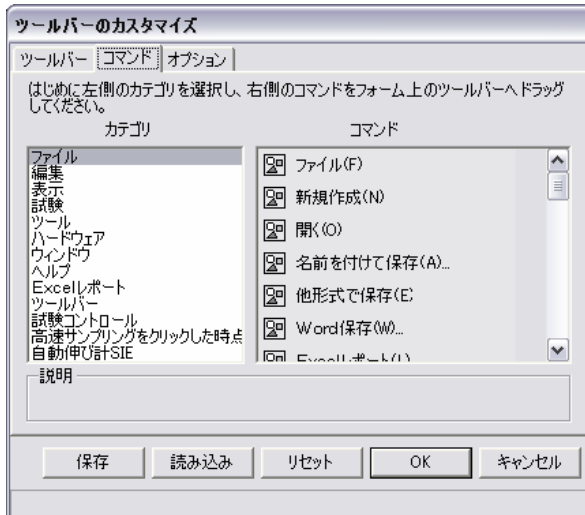 ツールバーのカスタマイズ
ツールバー コマンド オプション
はじめに左側のカテゴリを選択し、右側のコマンドをフォーム上のツールバーへドラッグ
してください。
カテゴリ コマンド
ファイル
編集
表示
試験
ツール
ハードウェア
ウィンドウ
ヘルプ
Excelレポート
ツールバー
試験コントロール
高速サンプリングをクリックした時点
自動伸び計SIE
ファイル(F)
新規作成(N)
開く(O)
名前を付けて保存(A)...
他形式で保存(E)
Word保存(W)...
Excelレポート(L)
説明
保存 読み込み リセット OK キャンセル